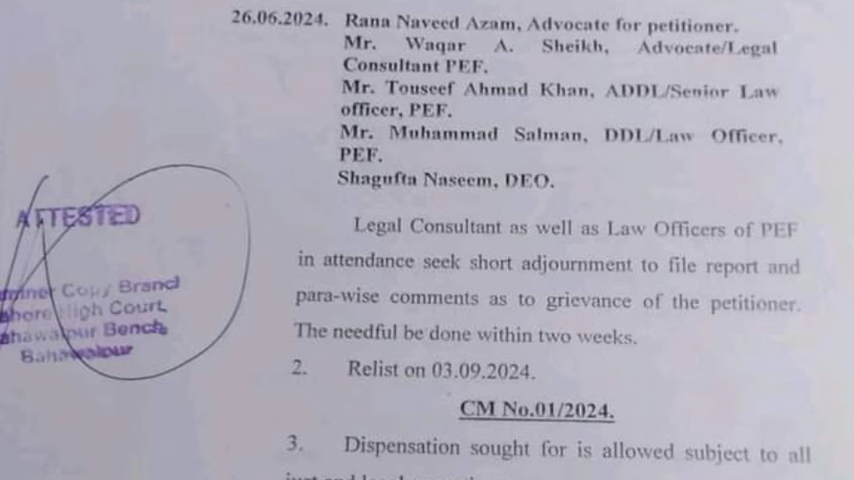 26.06.2024. Rana Naveed Azam, Advocate for petitioner.
Mr. Waqar A. Sheikh, Advocate/Legal
Consultant PEF.
Mr. Touseef Ahmad Khan, ADDL/Senior Law
officer, PEF.
Mr. Muhammad Salman, DDL/Law Officer,
PEF.
Shagufta Naseem, DEO.
Legal Consultant as well as Law Officers of PEF
in attendance seek short adjournment to file report and
para-wise comments as to grievance of the petitioner.
The needful be done within two weeks.
2. Relist on 03.09.2024.
CM No.01/2024.
3. Dispensation sought for is allowed subject to all
ATTESTED
Copy Branch
High Court,
Bench
Bahawalpur